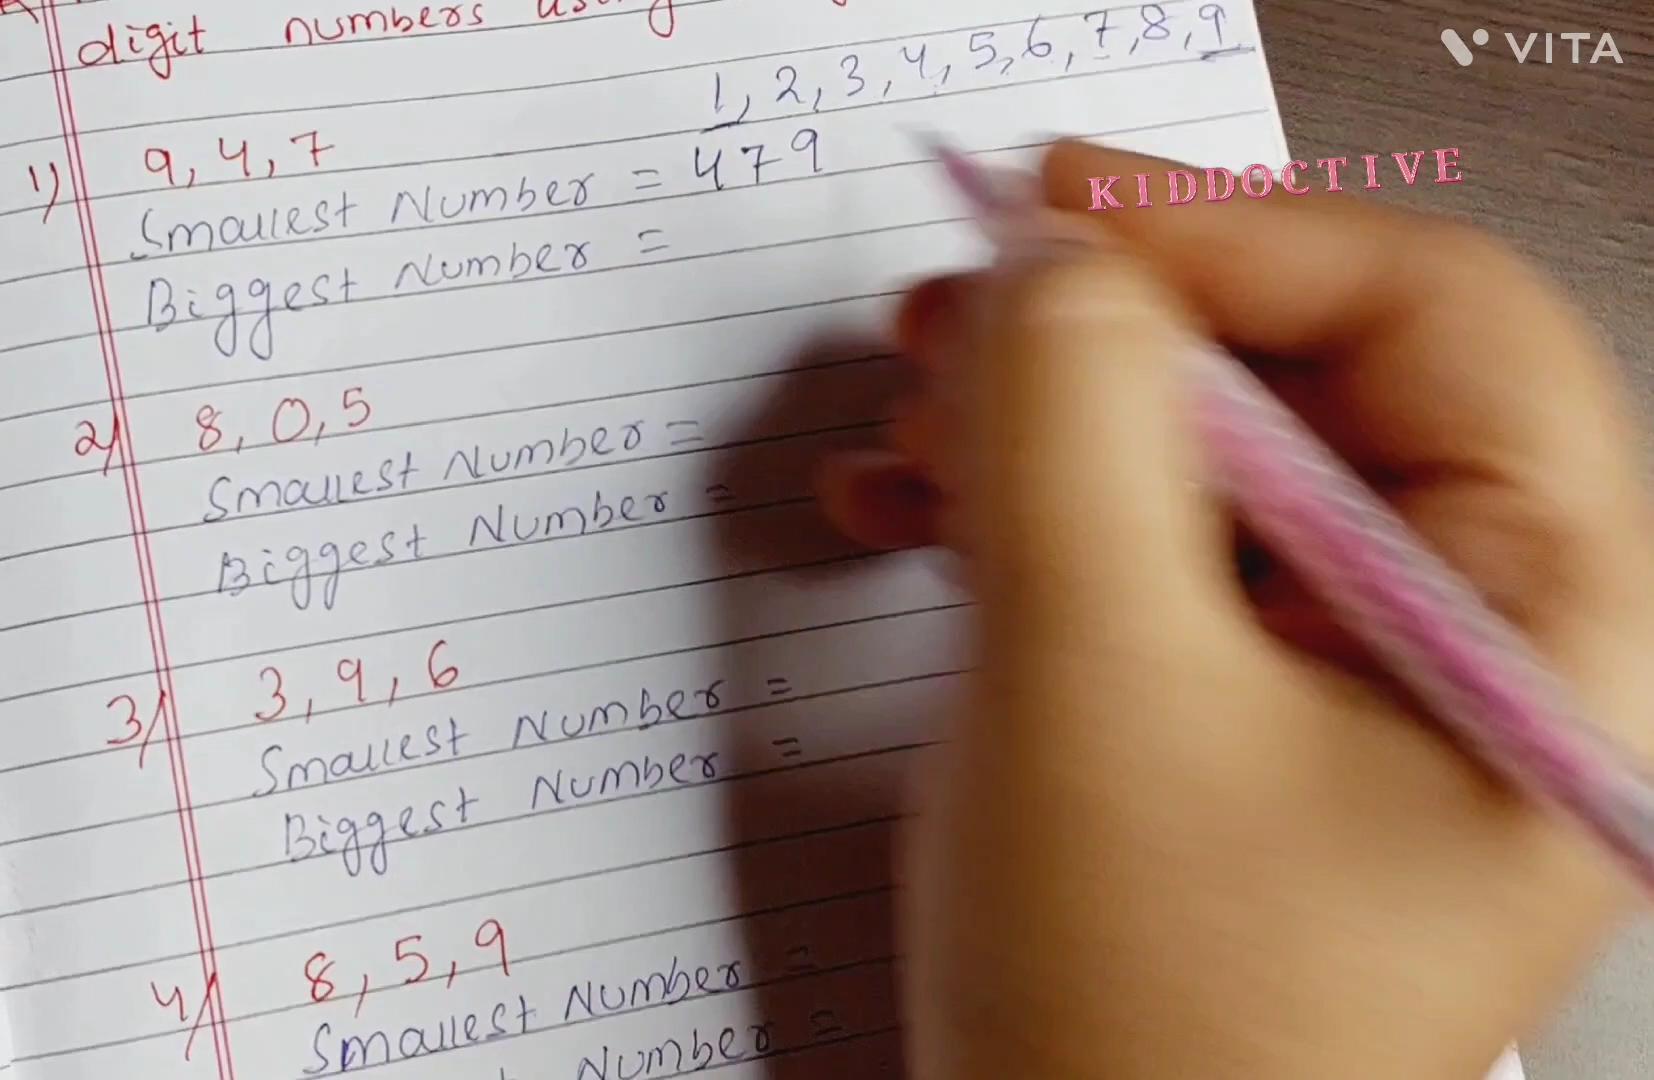 digit numbers
1, 2, 3, 4, 5, 6, 7, 8, 9
VITA
KIDDOCTIVE
1) 9, 4, 7
Smallest Number = 479
Biggest Number =
2) 8, 0, 5
Smallest Number =
Biggest Number =
3) 3, 9, 6
Smallest Number =
Biggest Number =
4) 8, 5, 9
Smallest Number =
Number =